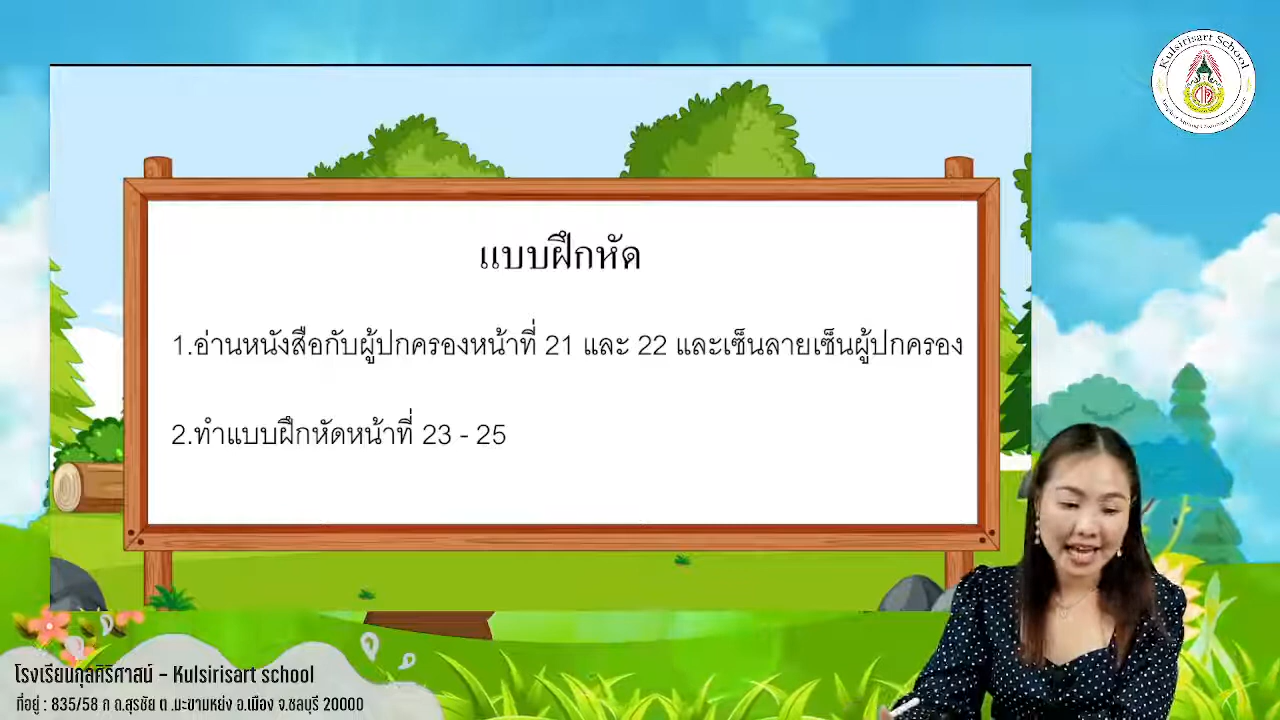 Kulsirisart School
แบบฝึกหัด
1.อ่านหนังสือกับผู้ปกครองหน้าที่ 21 และ 22 และเซ็นลายเซ็นผู้ปกครอง
2.ทำแบบฝึกหัดหน้าที่ 23 - 25
โรงเรียนกุลศิริศาสน์ - Kulsirisart school
ที่อยู่ : 835/58 ก ถ.สุรชัย ต .มะขามหย่ง อ.เมือง จ.ชลบุรี 20000